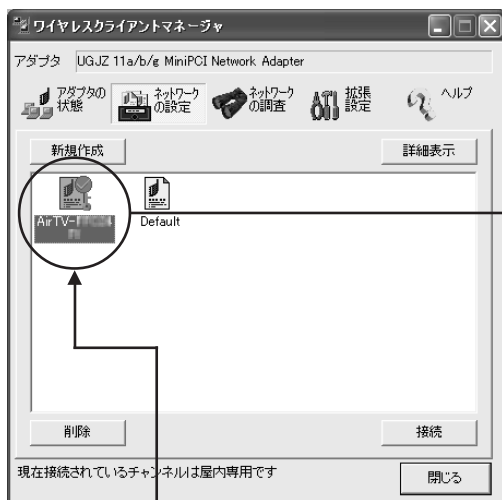 ワイヤレスクライアントマネージャ
アダプタ UGJZ 11a/b/g MiniPCI Network Adapter
アダプタの状態
ネットワークの設定
ネットワークの調査
拡張設定
ヘルプ
新規作成
詳細表示
AirTV-
Default
削除
接続
現在接続されているチャンネルは屋内専用です
閉じる